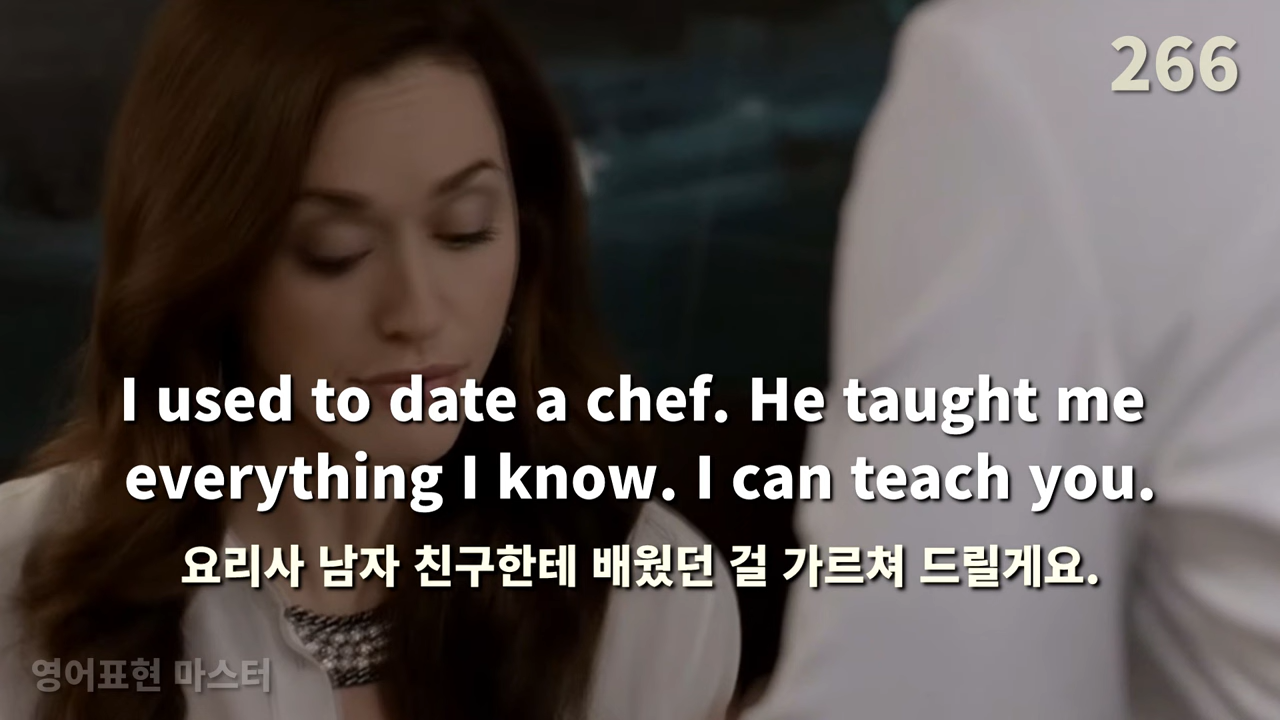 266
I used to date a chef. He taught me
everything I know. I can teach you.
요리사 남자 친구한테 배웠던 걸 가르쳐 드릴게요.
영어표현 마스터